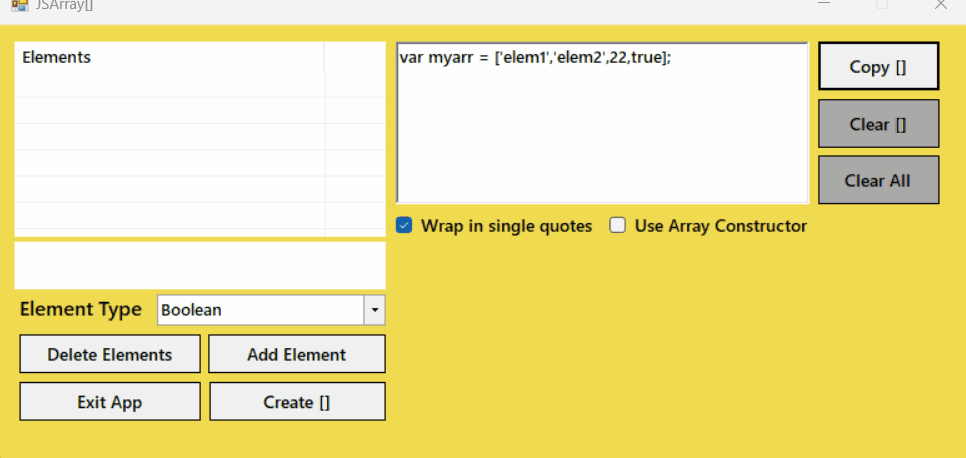 JSArray[]
Elements
var myarr = ['elem1','elem2',22,true];
Copy []
Clear []
Clear All
Wrap in single quotes
Use Array Constructor
Element Type
Boolean
Delete Elements
Add Element
Exit App
Create []